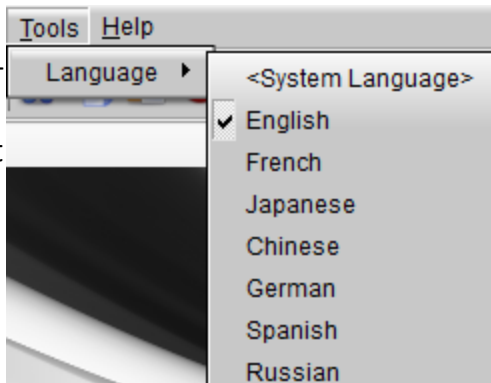 Tools Help
Language
<System Language>
English
French
Japanese
Chinese
German
Spanish
Russian